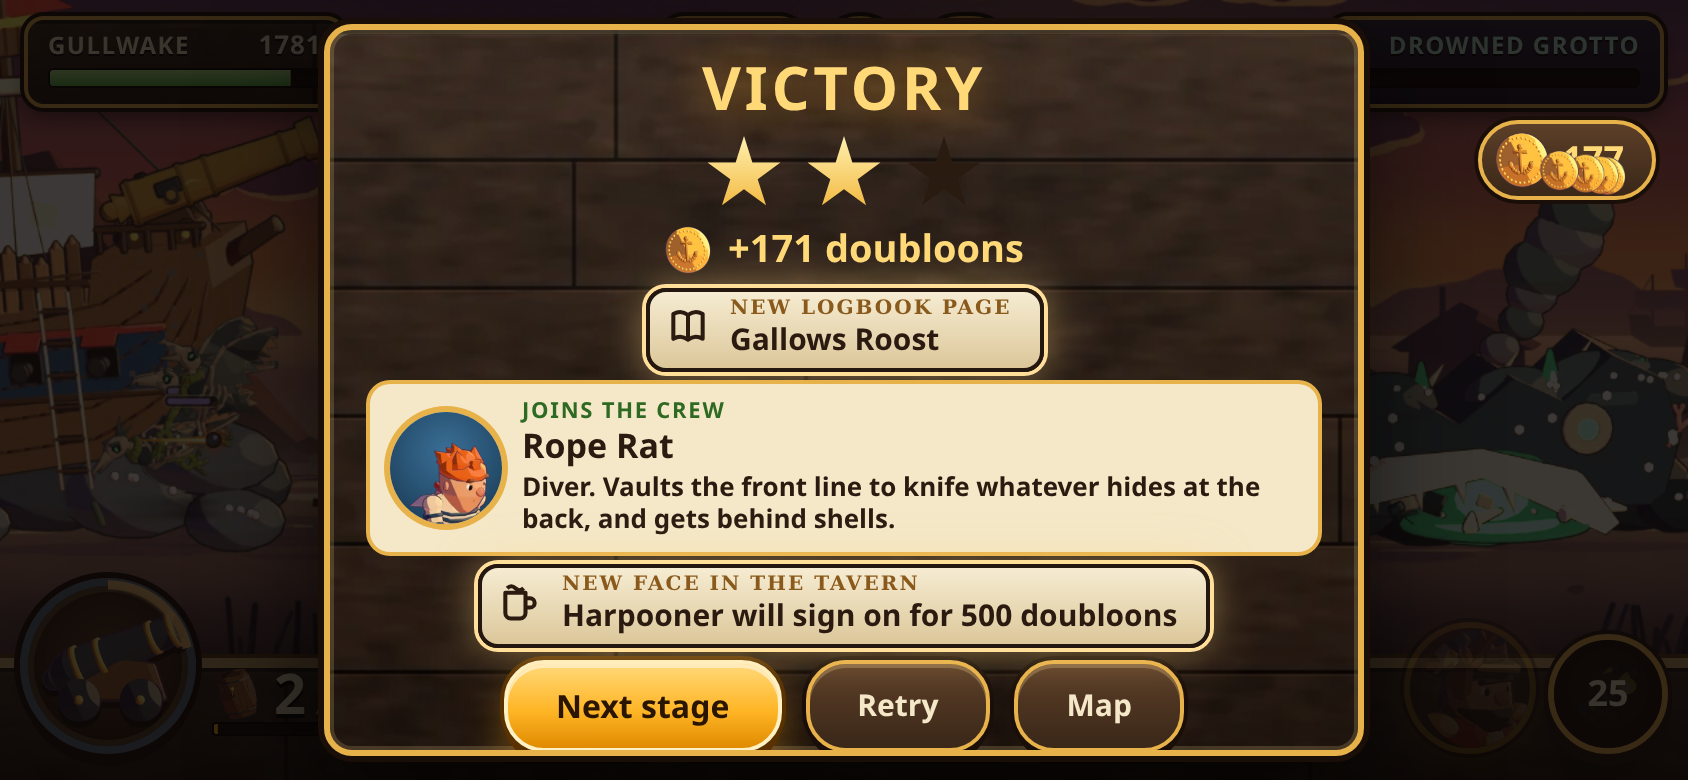 GULLWAKE 1781
DROWNED GROTTO
VICTORY
177
+171 doubloons
NEW LOGBOOK PAGE
Gallows Roost
JOINS THE CREW
Rope Rat
Diver. Vaults the front line to knife whatever hides at the
back, and gets behind shells.
NEW FACE IN THE TAVERN
Harpooner will sign on for 500 doubloons
2
Next stage
Retry
Map
25